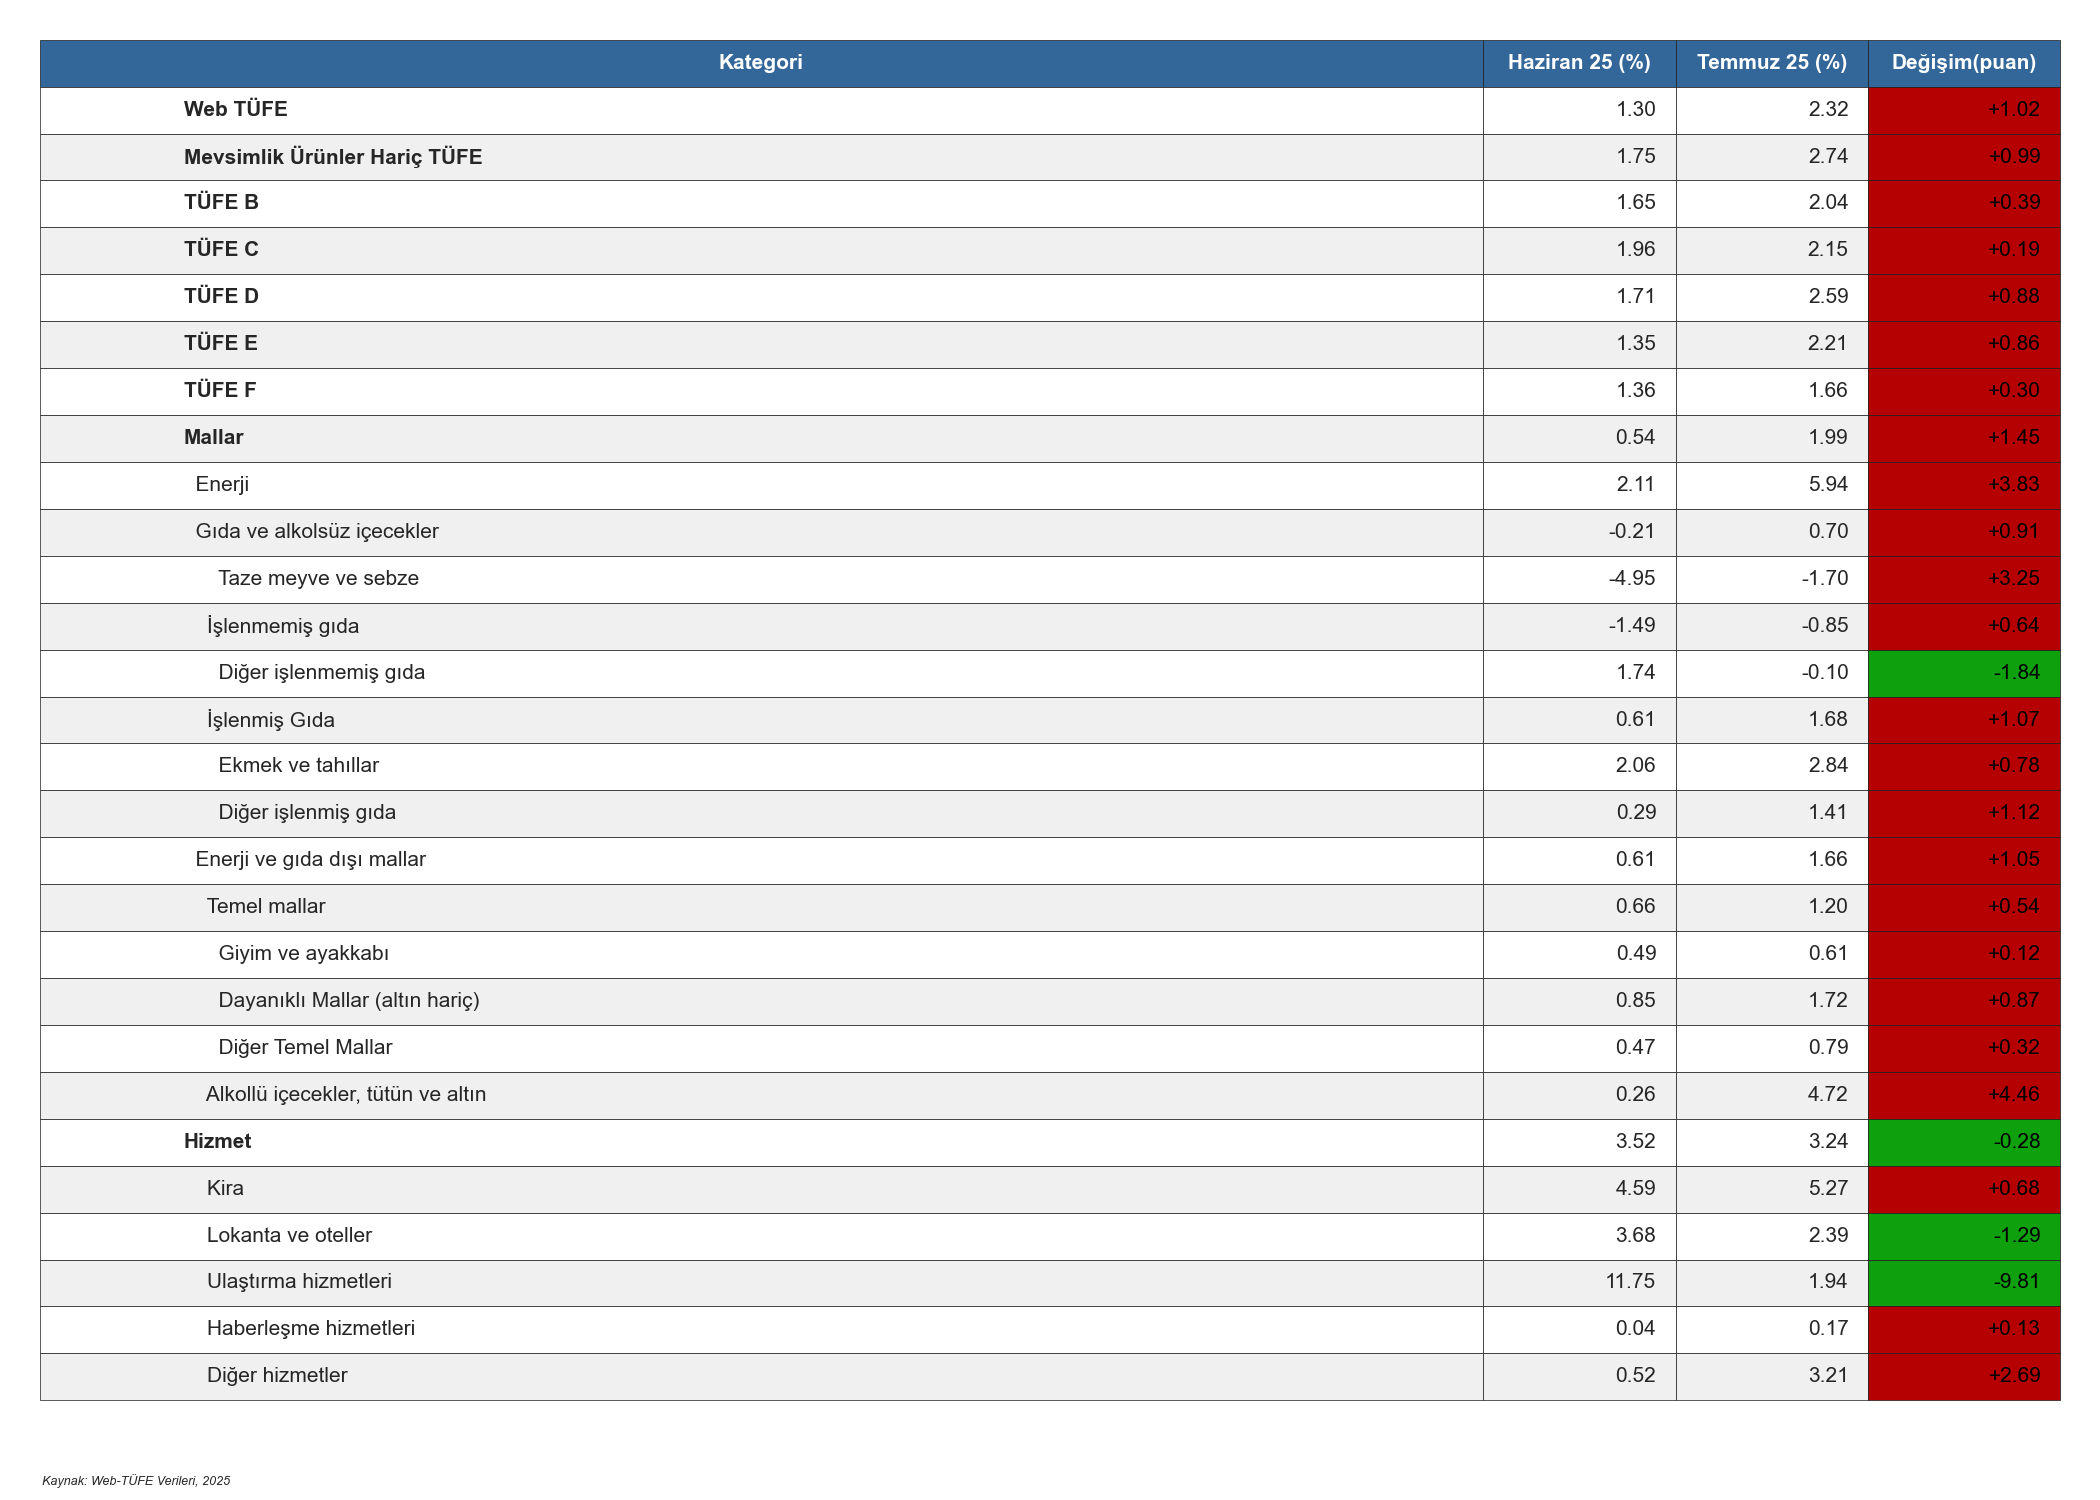 Kategori Haziran 25 (%) Temmuz 25 (%) Değişim(puan)
Web TÜFE 1.30 2.32 +1.02
Mevsimlik Ürünler Hariç TÜFE 1.75 2.74 +0.99
TÜFE B 1.65 2.04 +0.39
TÜFE C 1.96 2.15 +0.19
TÜFE D 1.71 2.59 +0.88
TÜFE E 1.35 2.21 +0.86
TÜFE F 1.36 1.66 +0.30
Mallar 0.54 1.99 +1.45
Enerji 2.11 5.94 +3.83
Gıda ve alkolsüz içecekler -0.21 0.70 +0.91
Taze meyve ve sebze -4.95 -1.70 +3.25
İşlenmemiş gıda -1.49 -0.85 +0.64
Diğer işlenmemiş gıda 1.74 -0.10 -1.84
İşlenmiş Gıda 0.61 1.68 +1.07
Ekmek ve tahıllar 2.06 2.84 +0.78
Diğer işlenmiş gıda 0.29 1.41 +1.12
Enerji ve gıda dışı mallar 0.61 1.66 +1.05
Temel mallar 0.66 1.20 +0.54
Giyim ve ayakkabı 0.49 0.61 +0.12
Dayanıklı Mallar (altın hariç) 0.85 1.72 +0.87
Diğer Temel Mallar 0.47 0.79 +0.32
Alkollü içecekler, tütün ve altın 0.26 4.72 +4.46
Hizmet 3.52 3.24 -0.28
Kira 4.59 5.27 +0.68
Lokanta ve oteller 3.68 2.39 -1.29
Ulaştırma hizmetleri 11.75 1.94 -9.81
Haberleşme hizmetleri 0.04 0.17 +0.13
Diğer hizmetler 0.52 3.21 +2.69
Kaynak: Web-TÜFE Verileri, 2025